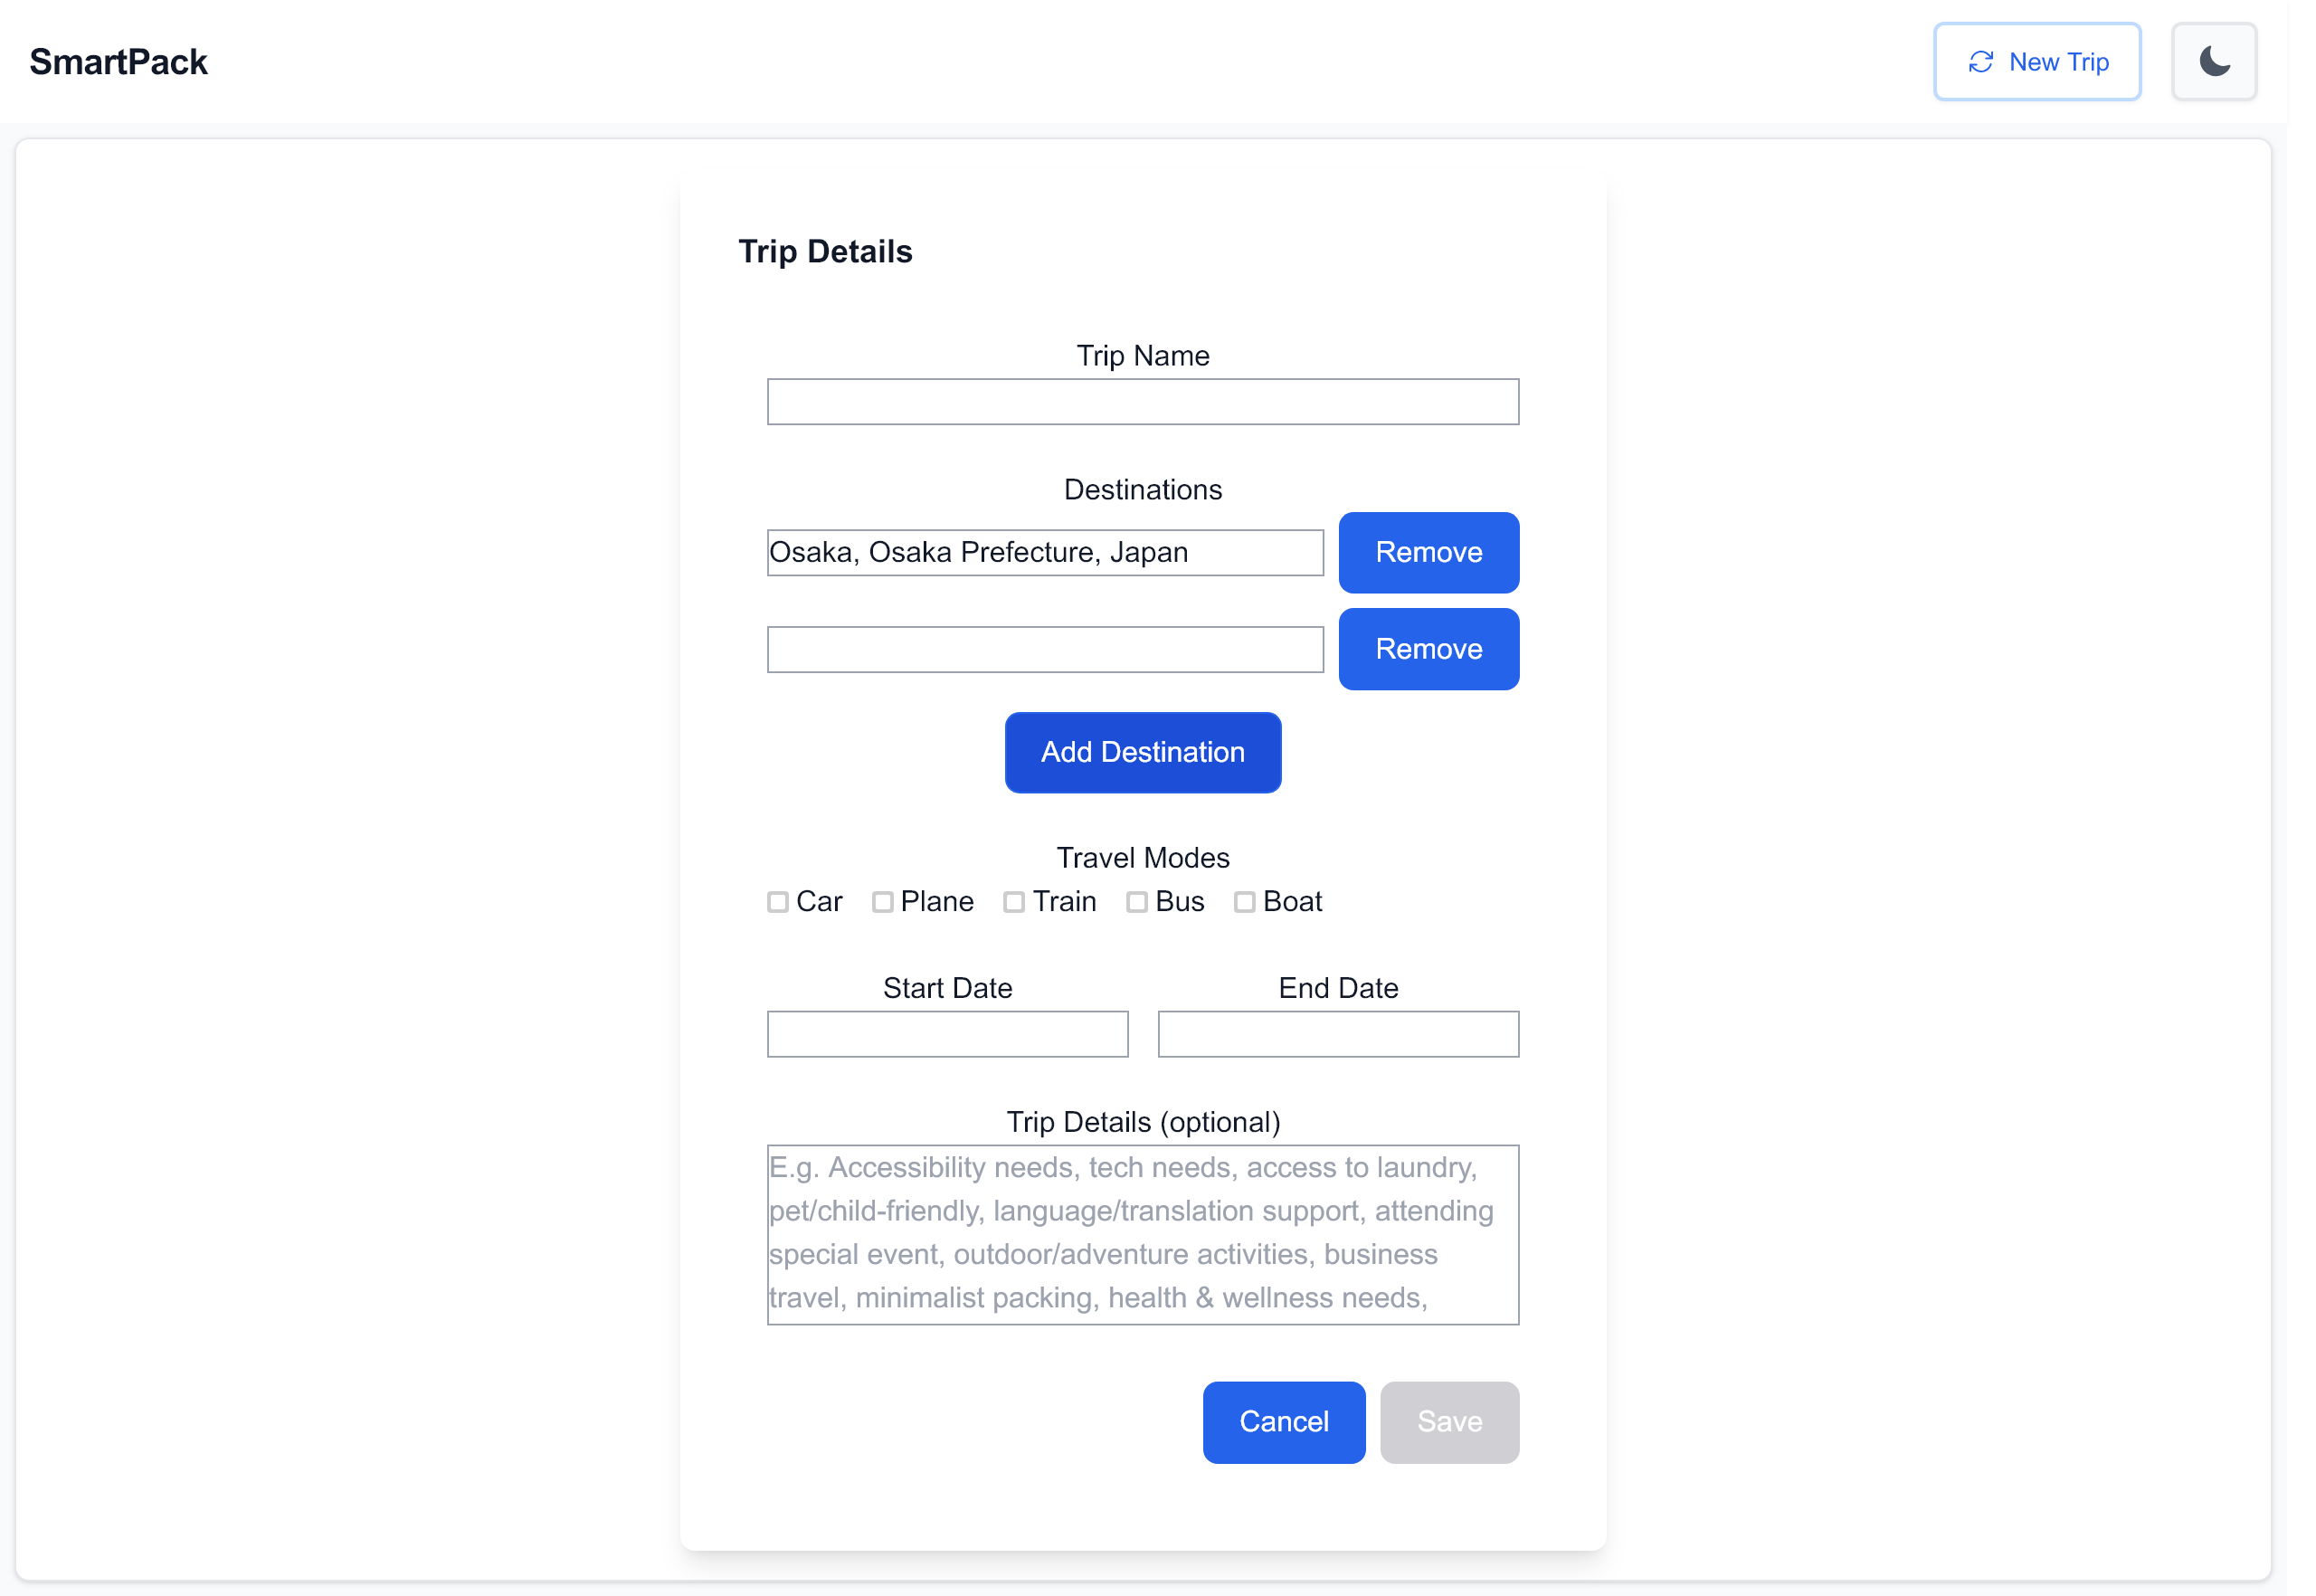 SmartPack
New Trip
Trip Details
Trip Name
Destinations
Osaka, Osaka Prefecture, Japan
Remove
Remove
Add Destination
Travel Modes
Car Plane Train Bus Boat
Start Date End Date
Trip Details (optional)
E.g. Accessibility needs, tech needs, access to laundry,
pet/child-friendly, language/translation support, attending
special event, outdoor/adventure activities, business
travel, minimalist packing, health & wellness needs,
Cancel Save